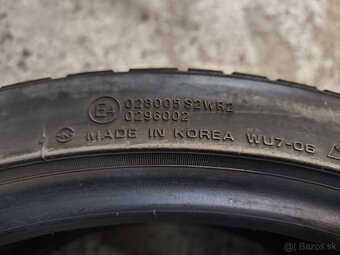 E4 028005 S2WR2
0296002
MADE IN KOREA WU7-06
Bazos.sk